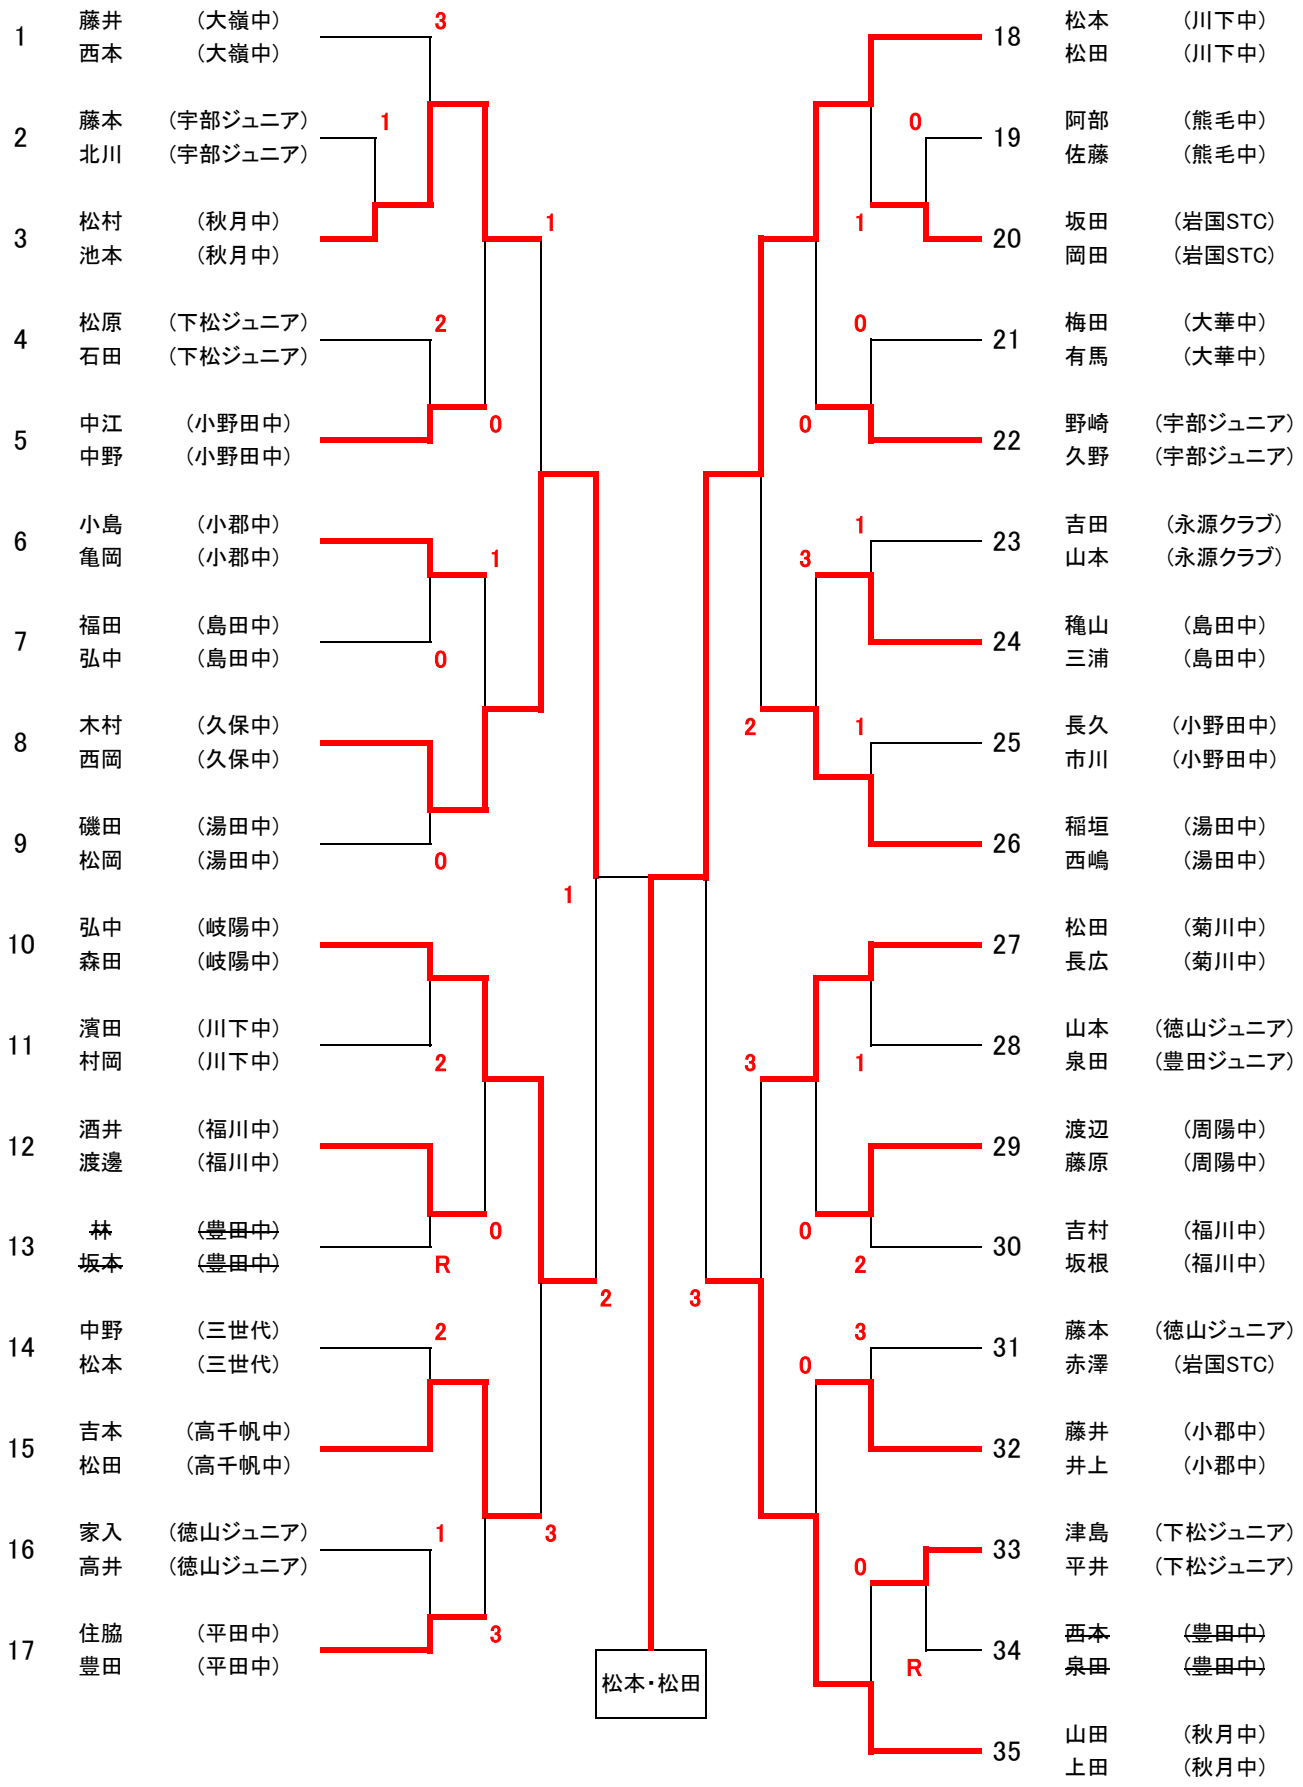 1 藤井 (大嶺中) 3
西本 (大嶺中)
2 藤本 (宇部ジュニア) 1
北川 (宇部ジュニア)
3 松村 (秋月中) 1
池本 (秋月中)
4 松原 (下松ジュニア) 2
石田 (下松ジュニア)
5 中江 (小野田中) 0
中野 (小野田中)
6 小島 (小郡中) 1
亀岡 (小郡中)
7 福田 (島田中) 0
弘中 (島田中)
8 木村 (久保中)
西岡 (久保中)
9 磯田 (湯田中) 0
松岡 (湯田中)
1
10 弘中 (岐陽中)
森田 (岐陽中)
11 濱田 (川下中) 2
村岡 (川下中)
12 酒井 (福川中)
渡邊 (福川中)
13 林 (豊田中) 0
坂本 (豊田中) R
2
14 中野 (三世代) 2
松本 (三世代)
15 吉本 (高千帆中)
松田 (高千帆中)
16 家入 (徳山ジュニア) 1 3
高井 (徳山ジュニア)
17 住脇 (平田中) 3
豊田 (平田中)
松本・松田
18 松本 (川下中)
松田 (川下中)
0 19 阿部 (熊毛中)
佐藤 (熊毛中)
1 20 坂田 (岩国STC)
岡田 (岩国STC)
0 21 梅田 (大華中)
有馬 (大華中)
0 22 野崎 (宇部ジュニア)
久野 (宇部ジュニア)
1 23 吉田 (永源クラブ)
3 山本 (永源クラブ)
24 穐山 (島田中)
三浦 (島田中)
2 1 25 長久 (小野田中)
市川 (小野田中)
26 稲垣 (湯田中)
西嶋 (湯田中)
27 松田 (菊川中)
長広 (菊川中)
28 山本 (徳山ジュニア)
3 1 泉田 (豊田ジュニア)
29 渡辺 (周陽中)
藤原 (周陽中)
0 30 吉村 (福川中)
2 坂根 (福川中)
3
3 31 藤本 (徳山ジュニア)
0 赤澤 (岩国STC)
32 藤井 (小郡中)
井上 (小郡中)
33 津島 (下松ジュニア)
0 平井 (下松ジュニア)
34 西本 (豊田中)
R 泉田 (豊田中)
35 山田 (秋月中)
上田 (秋月中)